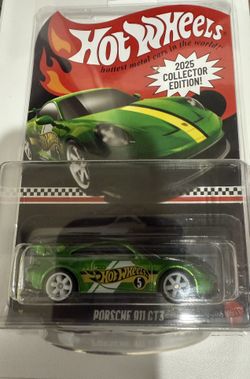 HOT WHEELS
hottest metal cars in the world!
2025
COLLECTOR
EDITION!
HOT WHEELS
5
PORSCHE 911 GT3